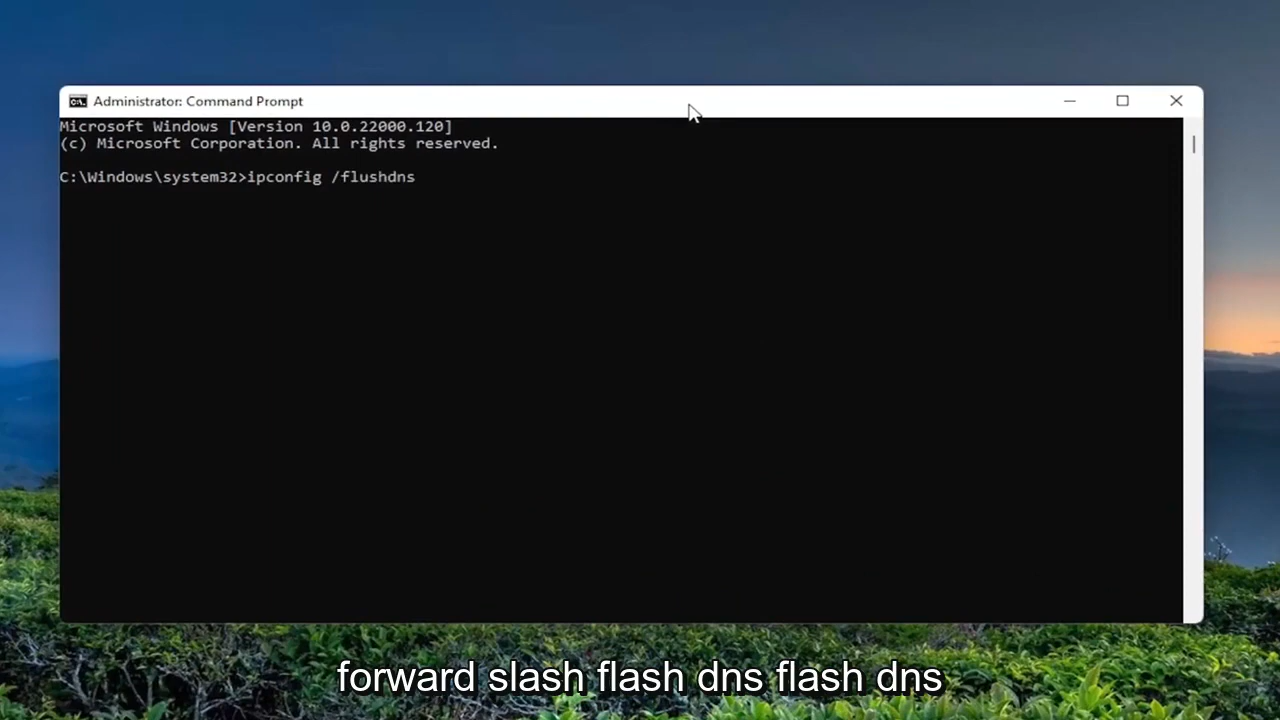 Administrator: Command Prompt
Microsoft Windows [Version 10.0.22000.120]
(c) Microsoft Corporation. All rights reserved.
C:\Windows\system32>ipconfig /flushdns
forward slash flash dns flash dns